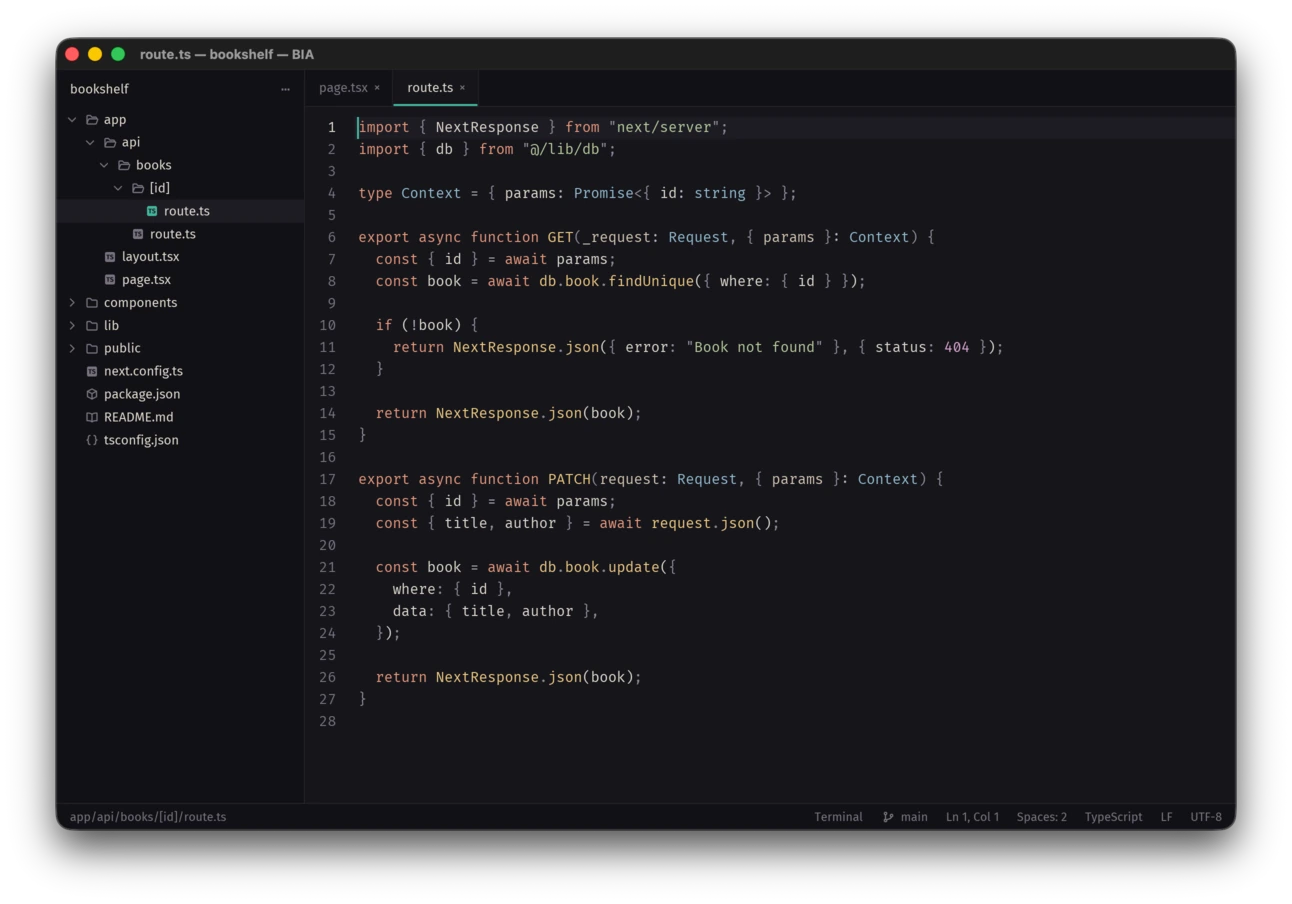 route.ts — bookshelf — BIA
bookshelf
page.tsx ×
route.ts ×
app
api
books
[id]
route.ts
route.ts
layout.tsx
page.tsx
components
lib
public
next.config.ts
package.json
README.md
tsconfig.json
1 import { NextResponse } from "next/server";
2 import { db } from "@/lib/db";
3
4 type Context = { params: Promise<{ id: string }> };
5
6 export async function GET(_request: Request, { params }: Context) {
7   const { id } = await params;
8   const book = await db.book.findUnique({ where: { id } });
9
10   if (!book) {
11     return NextResponse.json({ error: "Book not found" }, { status: 404 });
12   }
13
14   return NextResponse.json(book);
15 }
16
17 export async function PATCH(request: Request, { params }: Context) {
18   const { id } = await params;
19   const { title, author } = await request.json();
20
21   const book = await db.book.update({
22     where: { id },
23     data: { title, author },
24   });
25
26   return NextResponse.json(book);
27 }
28
app/api/books/[id]/route.ts
Terminal
main
Ln 1, Col 1
Spaces: 2
TypeScript
LF
UTF-8